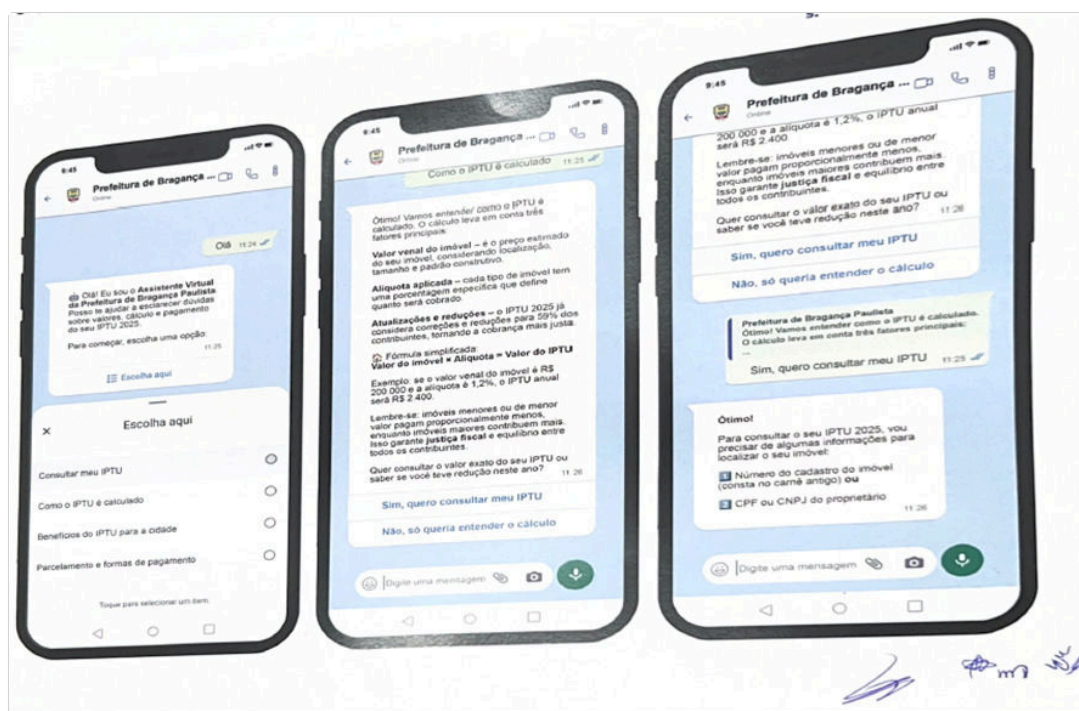 9:45
Prefeitura de Bragança ...
Online
Olá 11:24
Olá! Eu sou o Assistente Virtual
da Prefeitura de Bragança Paulista
Posso te ajudar a esclarecer dúvidas
sobre valores, cálculo e pagamento
do seu IPTU 2025.
Para começar, escolha uma opção:
11:25
Escolha aqui
Escolha aqui
Consultar meu IPTU
Como o IPTU é calculado
Benefícios do IPTU para a cidade
Parcelamento e formas de pagamento
Toque para selecionar um item.
9:45
Prefeitura de Bragança ...
Online
Como o IPTU é calculado 11:25
Ótimo! Vamos entender como o IPTU é
calculado. O cálculo leva em conta três
fatores principais:
Valor venal do imóvel – é o preço estimado
do seu imóvel, considerando localização,
tamanho e padrão construtivo.
Alíquota aplicada – cada tipo de imóvel tem
uma porcentagem específica que define
quanto será cobrado.
Atualizações e reduções – o IPTU 2025 já
considera correções e reduções para 59% dos
contribuintes, tornando a cobrança mais justa.
Fórmula simplificada:
Valor do imóvel × Alíquota = Valor do IPTU
Exemplo: se o valor venal do imóvel é R$
200.000 e a alíquota é 1,2%, o IPTU anual
será R$ 2.400.
Lembre-se: imóveis menores ou de menor
valor pagam proporcionalmente menos,
enquanto imóveis maiores contribuem mais.
Isso garante justiça fiscal e equilíbrio entre
todos os contribuintes.
Quer consultar o valor exato do seu IPTU ou
saber se você teve redução neste ano? 11:26
Sim, quero consultar meu IPTU
Não, só queria entender o cálculo
Digite uma mensagem
9:45
Prefeitura de Bragança ...
Online
200.000 e a alíquota é 1,2%, o IPTU anual
será R$ 2.400.
Lembre-se: imóveis menores ou de menor
valor pagam proporcionalmente menos,
enquanto imóveis maiores contribuem mais.
Isso garante justiça fiscal e equilíbrio entre
todos os contribuintes.
Quer consultar o valor exato do seu IPTU ou
saber se você teve redução neste ano? 11:26
Sim, quero consultar meu IPTU
Não, só queria entender o cálculo
Prefeitura de Bragança Paulista
Ótimo! Vamos entender como o IPTU é calculado.
O cálculo leva em conta três fatores principais:
...
Sim, quero consultar meu IPTU 11:25
Ótimo!
Para consultar o seu IPTU 2025, vou
precisar de algumas informações para
localizar o seu imóvel:
1 Número do cadastro do imóvel
(consta no carnê antigo) ou
2 CPF ou CNPJ do proprietário
11:26
Digite uma mensagem